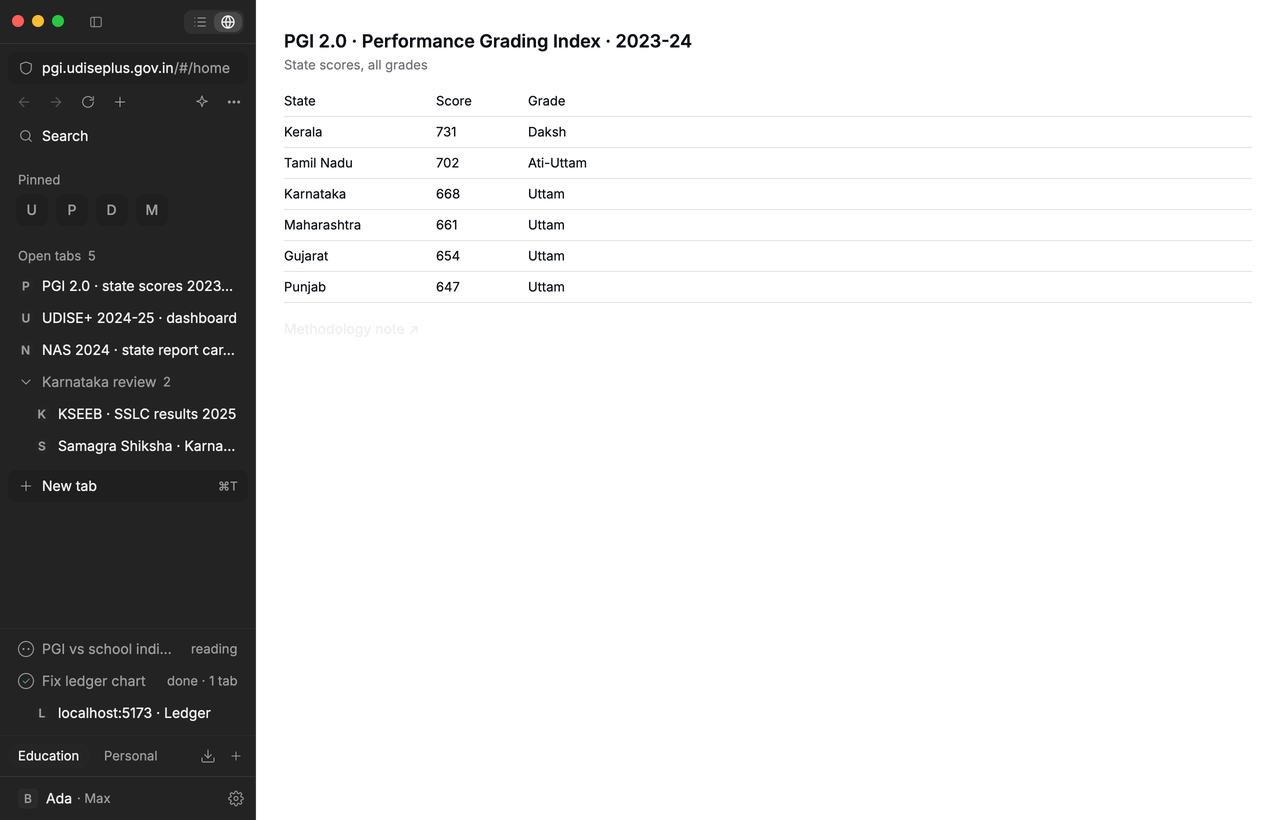 pgi.udiseplus.gov.in/#/home
Search
Pinned
U P D M
Open tabs 5
P PGI 2.0 · state scores 2023...
U UDISE+ 2024-25 · dashboard
N NAS 2024 · state report car...
Karnataka review 2
K KSEEB · SSLC results 2025
S Samagra Shiksha · Karna...
New tab ⌘T
PGI vs school indi... reading
Fix ledger chart done · 1 tab
L localhost:5173 · Ledger
Education Personal
B Ada · Max
PGI 2.0 · Performance Grading Index · 2023-24
State scores, all grades
State Score Grade
Kerala 731 Daksh
Tamil Nadu 702 Ati-Uttam
Karnataka 668 Uttam
Maharashtra 661 Uttam
Gujarat 654 Uttam
Punjab 647 Uttam
Methodology note ↗